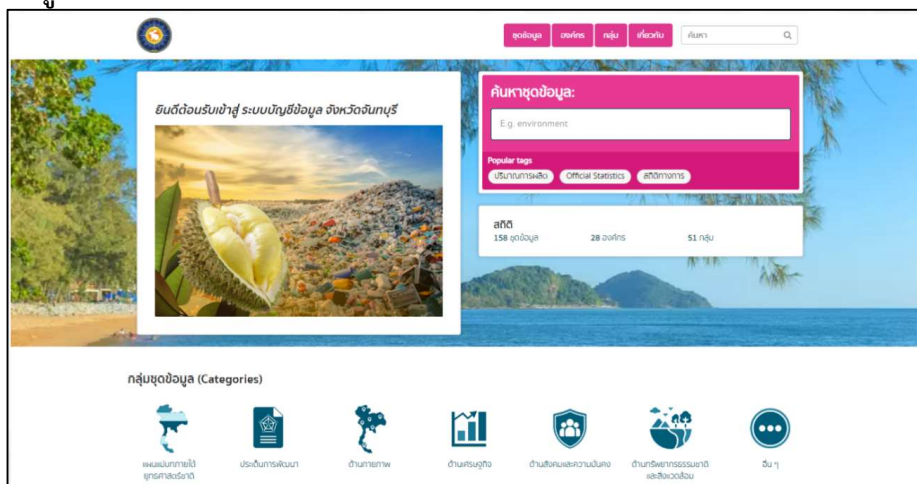 ชุดข้อมูล องค์กร กลุ่ม เกี่ยวกับ ค้นหา
ยินดีต้อนรับเข้าสู่ ระบบบัญชีข้อมูล จังหวัดจันทบุรี
ค้นหาชุดข้อมูล:
E.g. environment
Popular tags
ปริมาณการผลิต Official Statistics สถิติทางการ
สถิติ
158 ชุดข้อมูล 28 องค์กร 51 กลุ่ม
กลุ่มชุดข้อมูล (Categories)
แผนแม่บทภายใต้ ประเด็นการพัฒนา ด้านกายภาพ ด้านเศรษฐกิจ ด้านสังคมและความมั่นคง ด้านทรัพยากรธรรมชาติ อื่น ๆ
ยุทธศาสตร์ชาติ และสิ่งแวดล้อม